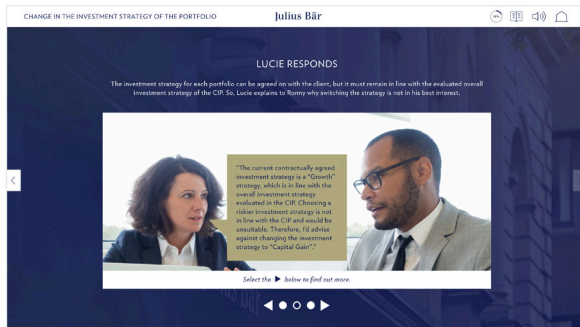 CHANGE IN THE INVESTMENT STRATEGY OF THE PORTFOLIO
Julius Bär
LUCIE RESPONDS
The investment strategy for each portfolio can be agreed on with the client, but it must remain in line with the evaluated overall
investment strategy of the CIP. So, Lucie explains to Ronny why switching the strategy is not in his best interest.
"The current contractually agreed
investment strategy is a "Growth"
strategy, which is in line with the
overall investment strategy
evaluated in the CIP. Choosing a
riskier investment strategy is not
in line with the CIP and would be
unsuitable. Therefore, I'd advise
against changing the investment
strategy to "Capital Gain"."
Select the ▶ below to find out more.